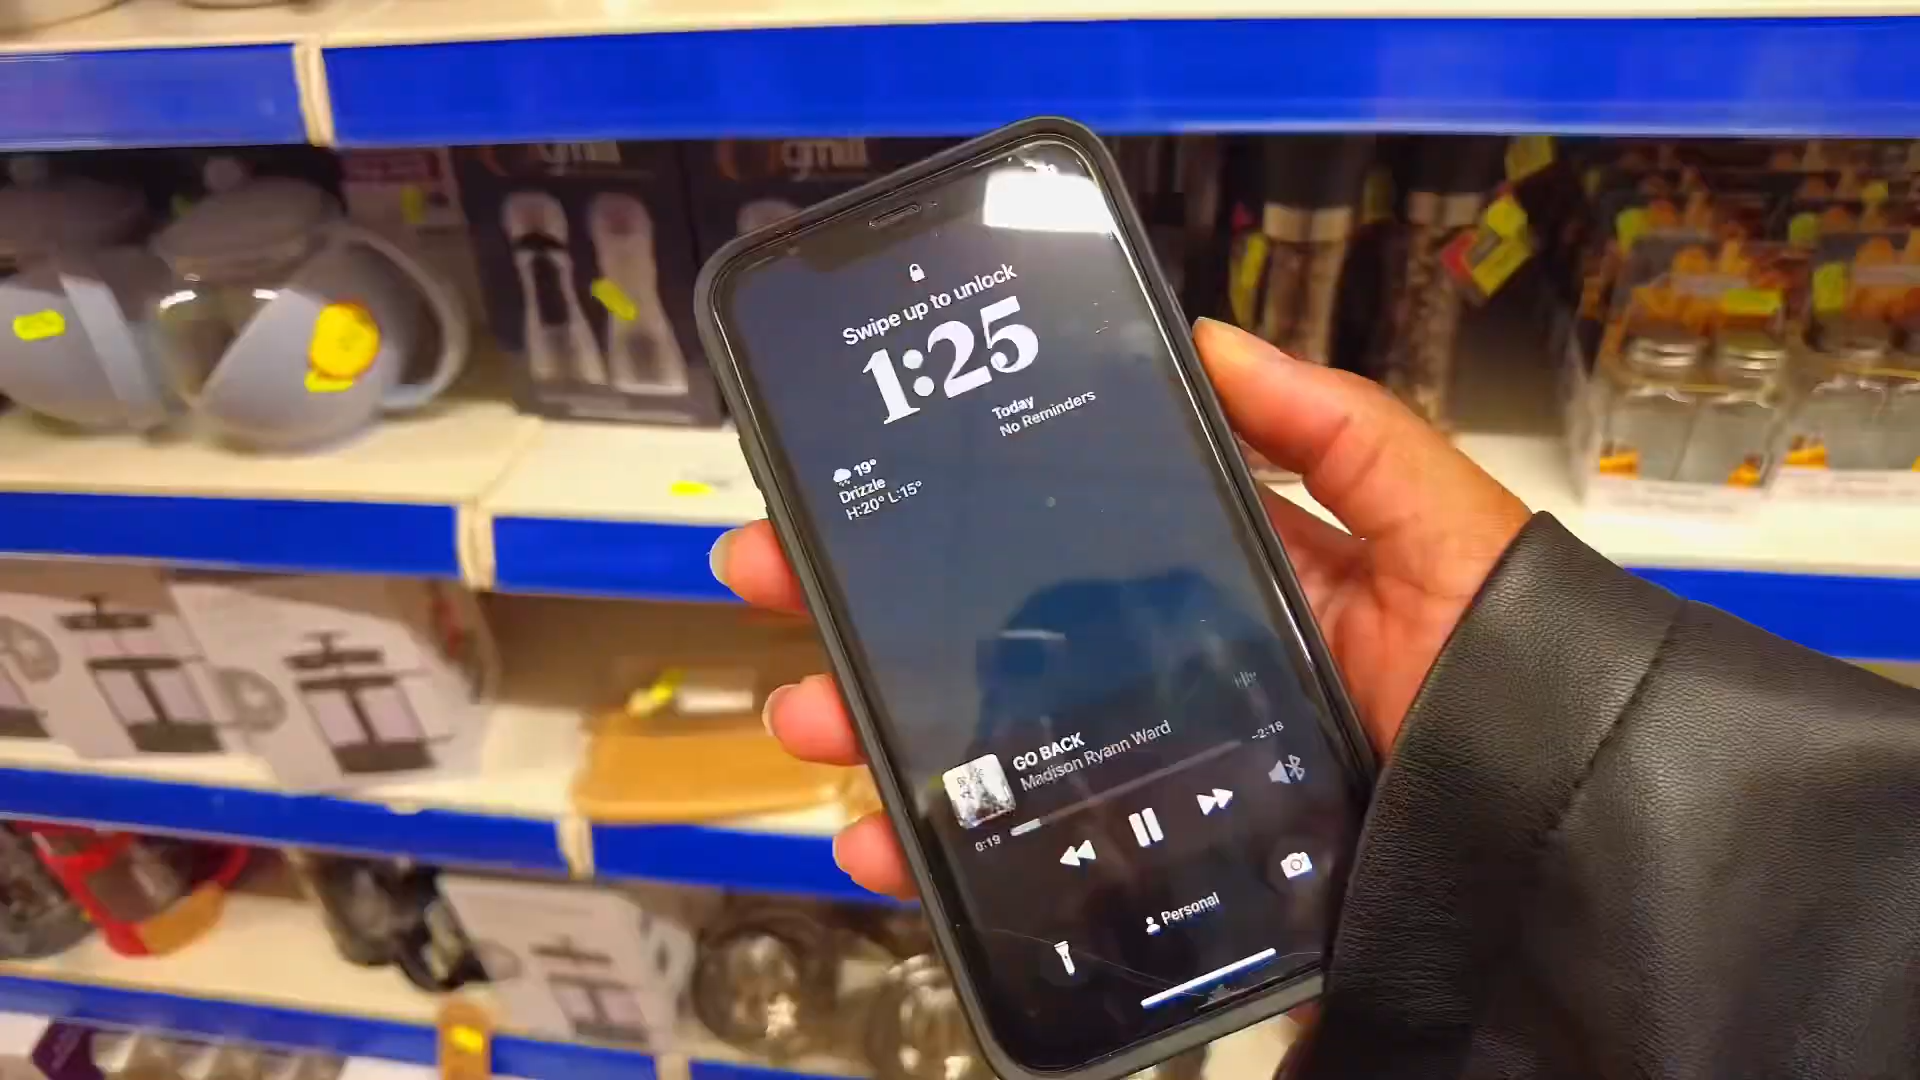 Swipe up to unlock
1:25
Today
No Reminders
19°
Drizzle
H:20° L:15°
GO BACK
Madison Ryann Ward
0:19
-2:18
Personal